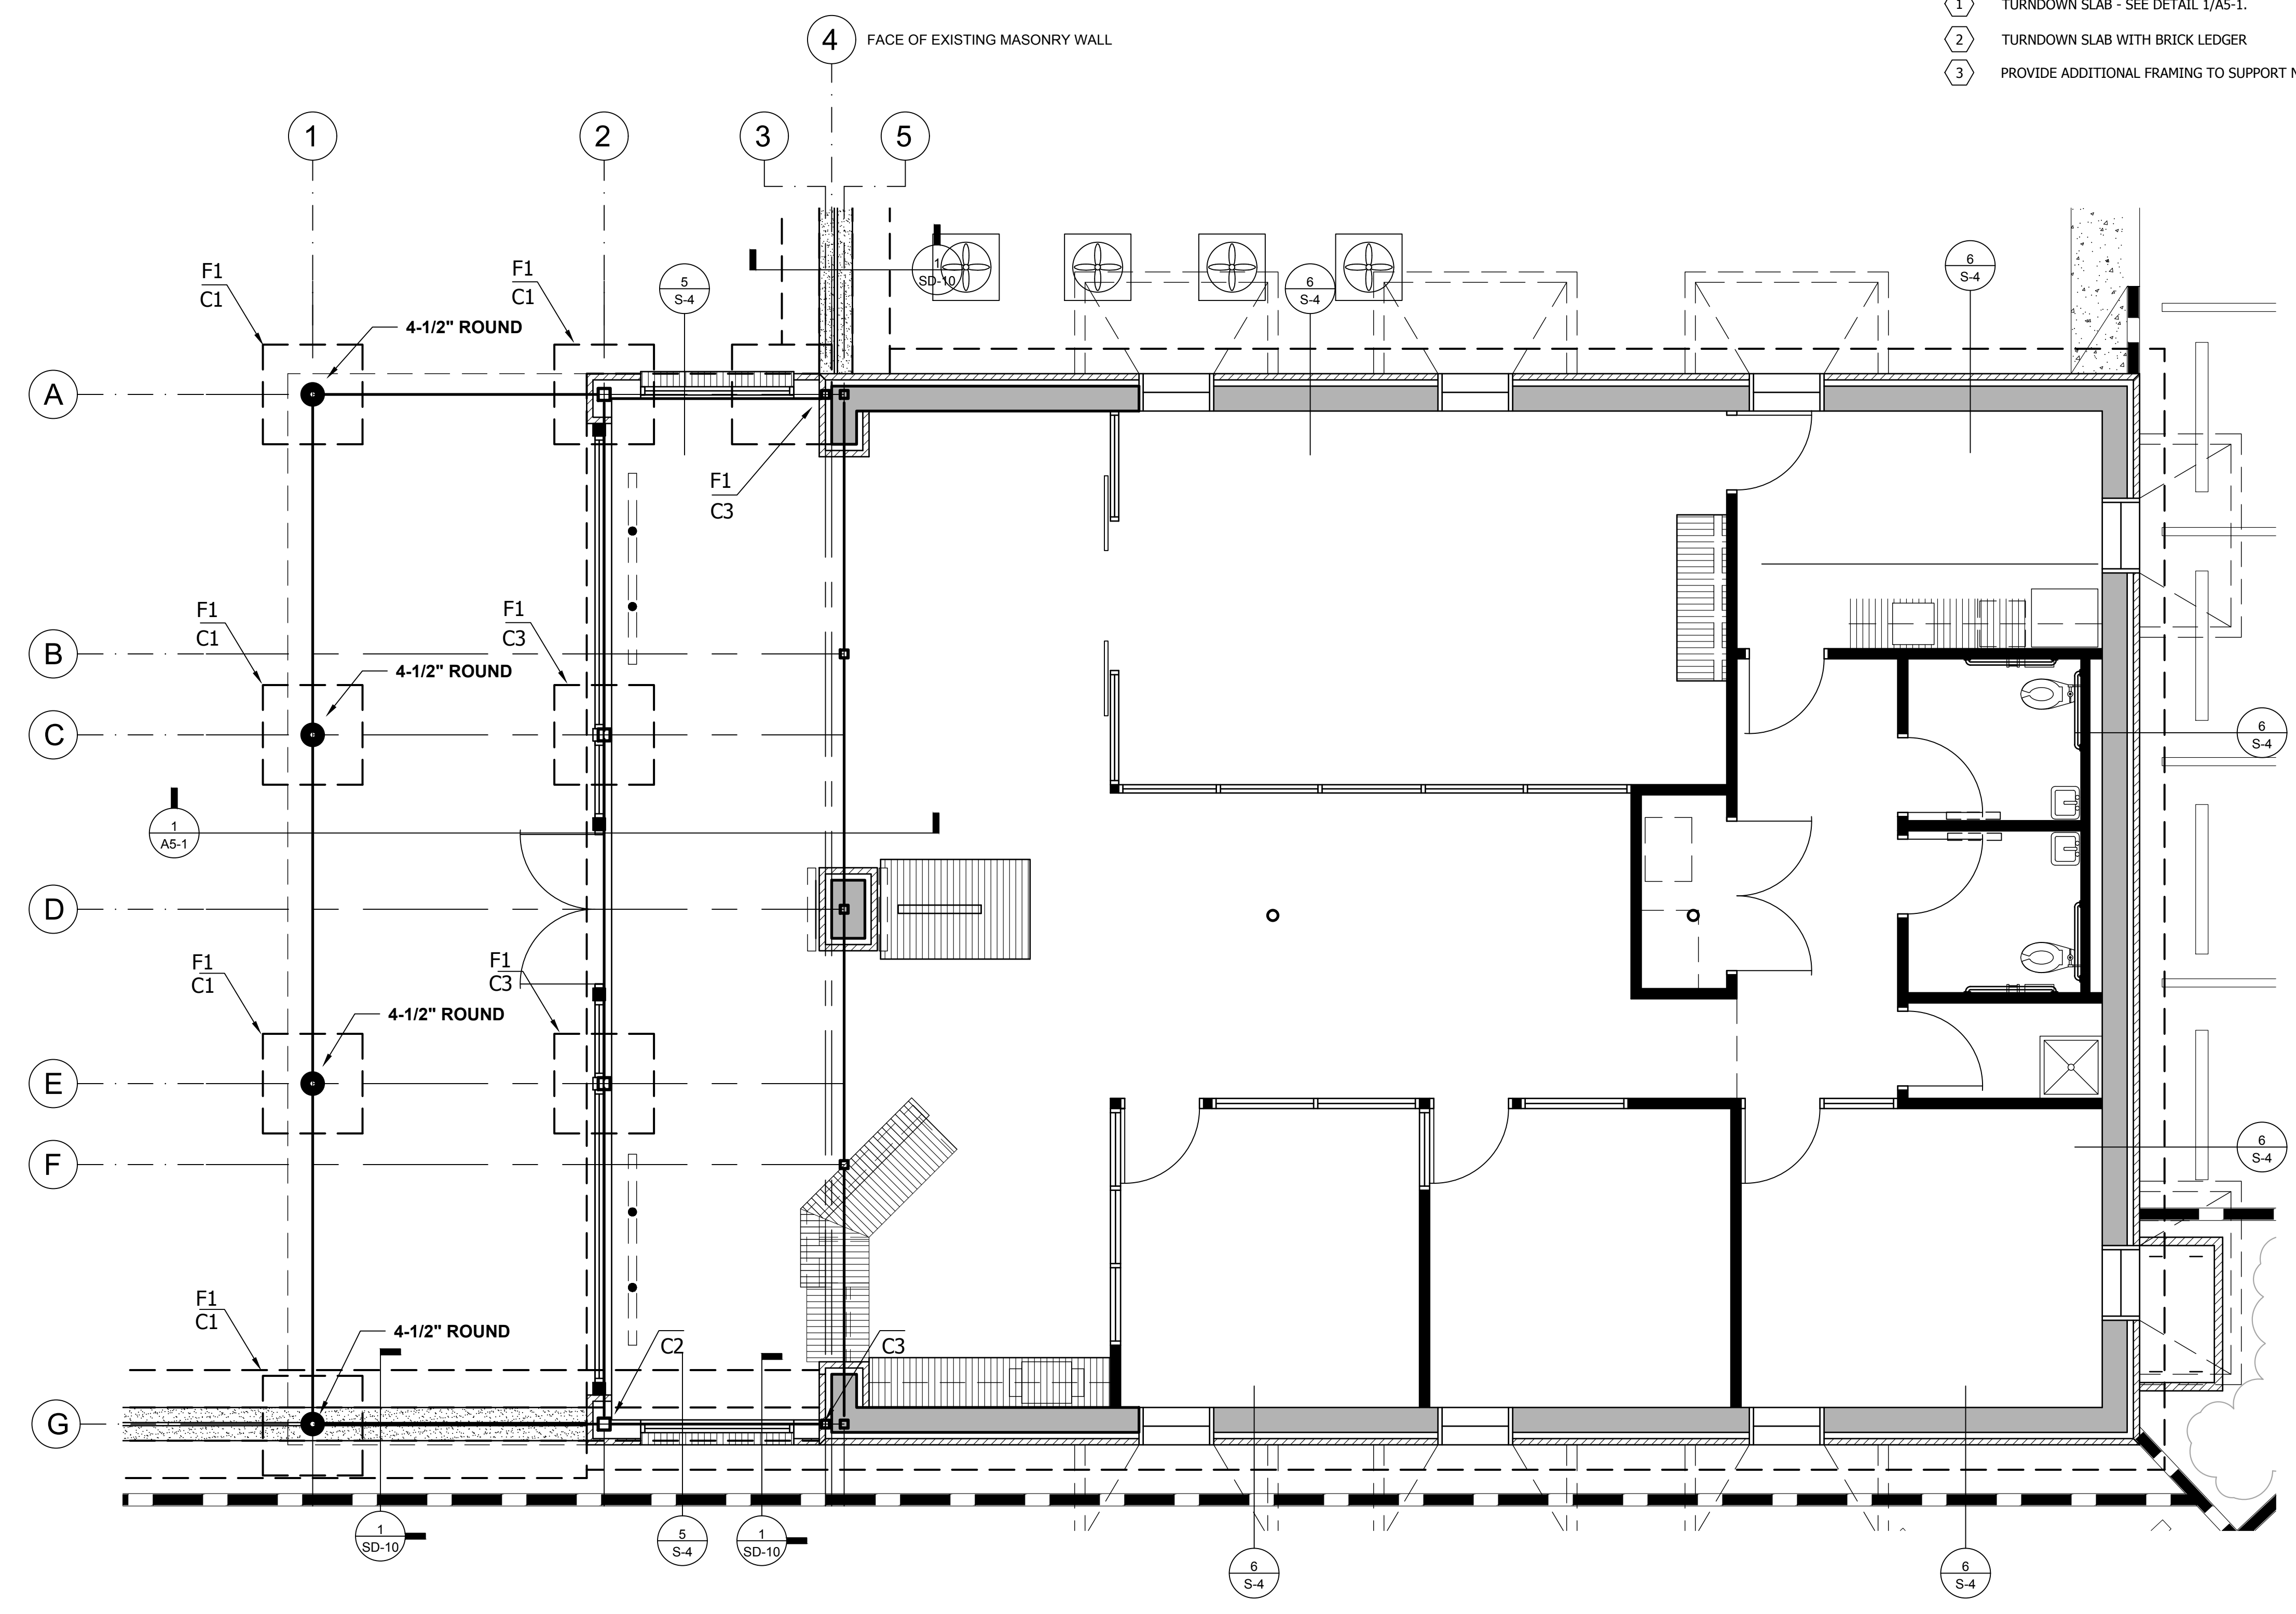 1 TURNDOWN SLAB - SEE DETAIL 1/A5-1.
4 FACE OF EXISTING MASONRY WALL
2 TURNDOWN SLAB WITH BRICK LEDGER
3 PROVIDE ADDITIONAL FRAMING TO SUPPORT
1 2 3 5
F1
C1
F1
C1
5
S-4
1
SD-10
6
S-4
6
S-4
4-1/2" ROUND
A
F1
C3
F1
C1
F1
C3
B
4-1/2" ROUND
C
6
S-4
1
A5-1
D
F1
C1
F1
C3
4-1/2" ROUND
E
F
6
S-4
F1
C1
4-1/2" ROUND
C2
C3
G
1
SD-10
5
S-4
1
SD-10
6
S-4
6
S-4